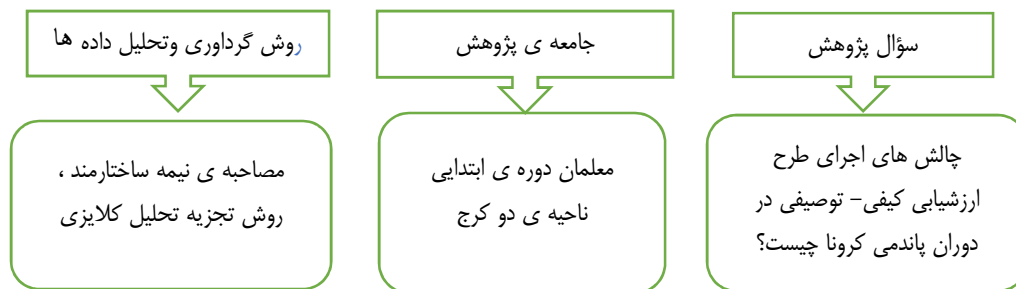 سؤال پژوهش
جامعه ی پژوهش
روش گرداوری وتحلیل داده ها
چالش های اجرای طرح
ارزشیابی کیفی– توصیفی در
دوران پاندمی کرونا چیست؟
معلمان دوره ی ابتدایی
ناحیه ی دو کرج
مصاحبه ی نیمه ساختارمند ،
روش تجزیه تحلیل کلایزی